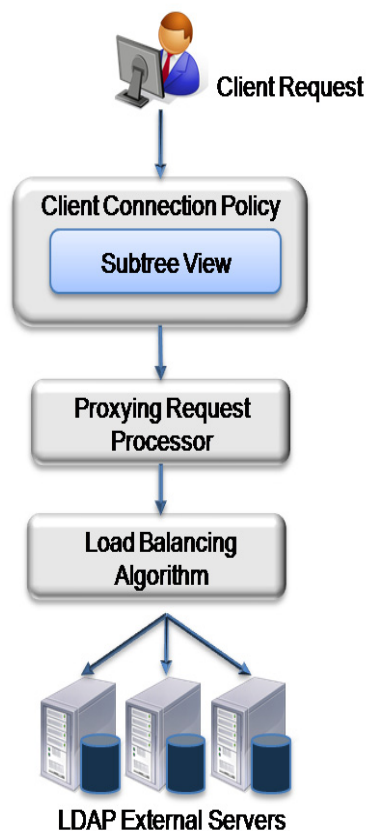 Client Request
Client Connection Policy
Subtree View
Proxying Request
Processor
Load Balancing
Algorithm
LDAP External Servers